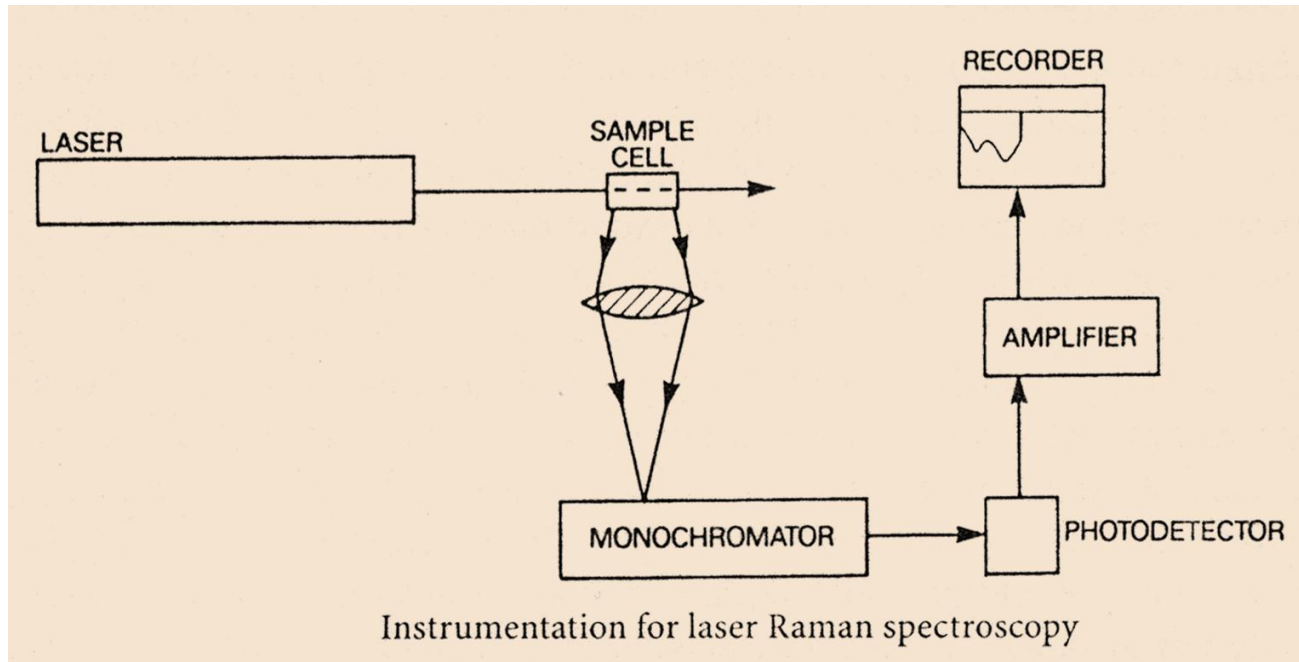 RECORDER
LASER
SAMPLE
CELL
AMPLIFIER
MONOCHROMATOR
PHOTODETECTOR
Instrumentation for laser Raman spectroscopy